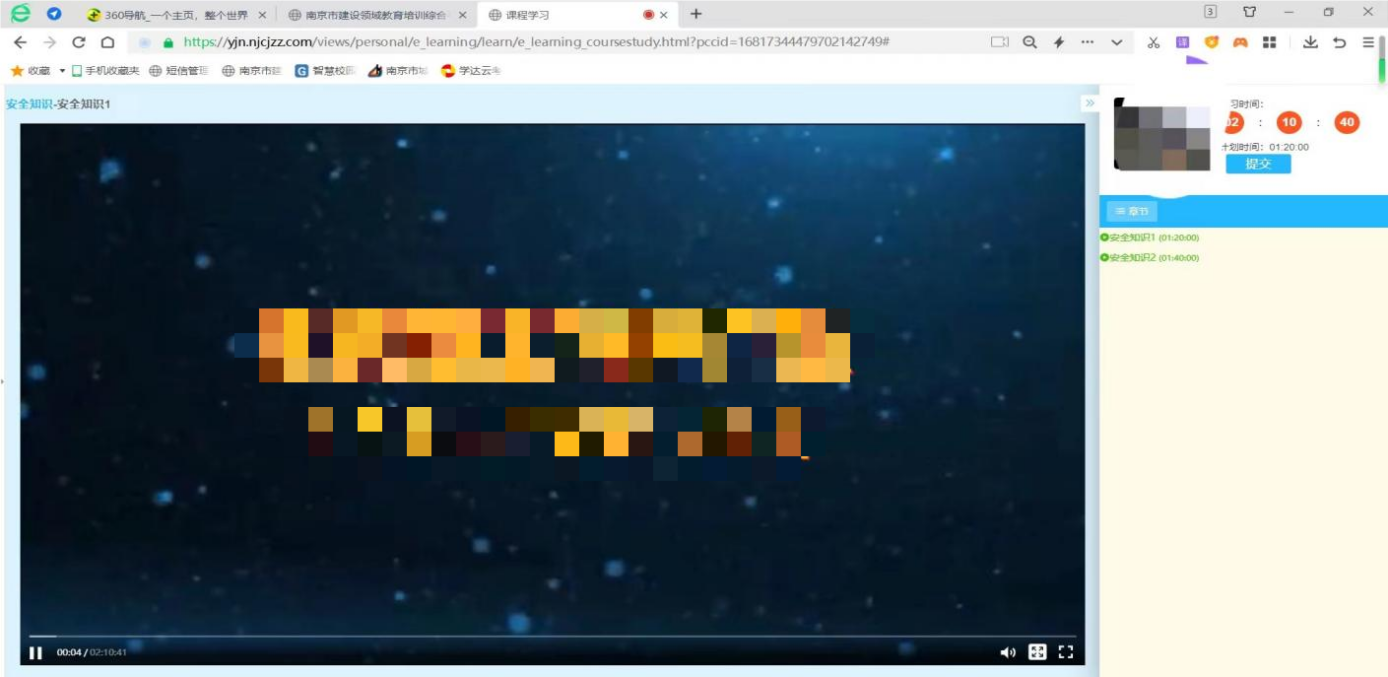 360导航_一个主页，整个世界
南京市建设领域教育培训综合
课程学习
3
https://yjn.njcjzz.com/views/personal/e_learning/learn/e_learning_coursestudy.html?pccid=16817344479702142749#
收藏 手机收藏夹 短信管理 南京市建 智慧校园 南京市城 学达云考
安全知识-安全知识1
习时间:
02 : 10 : 40
计划时间: 01:20:00
提交
章节
安全知识1 (01:20:00)
安全知识2 (01:40:00)
00:04 / 02:10:41